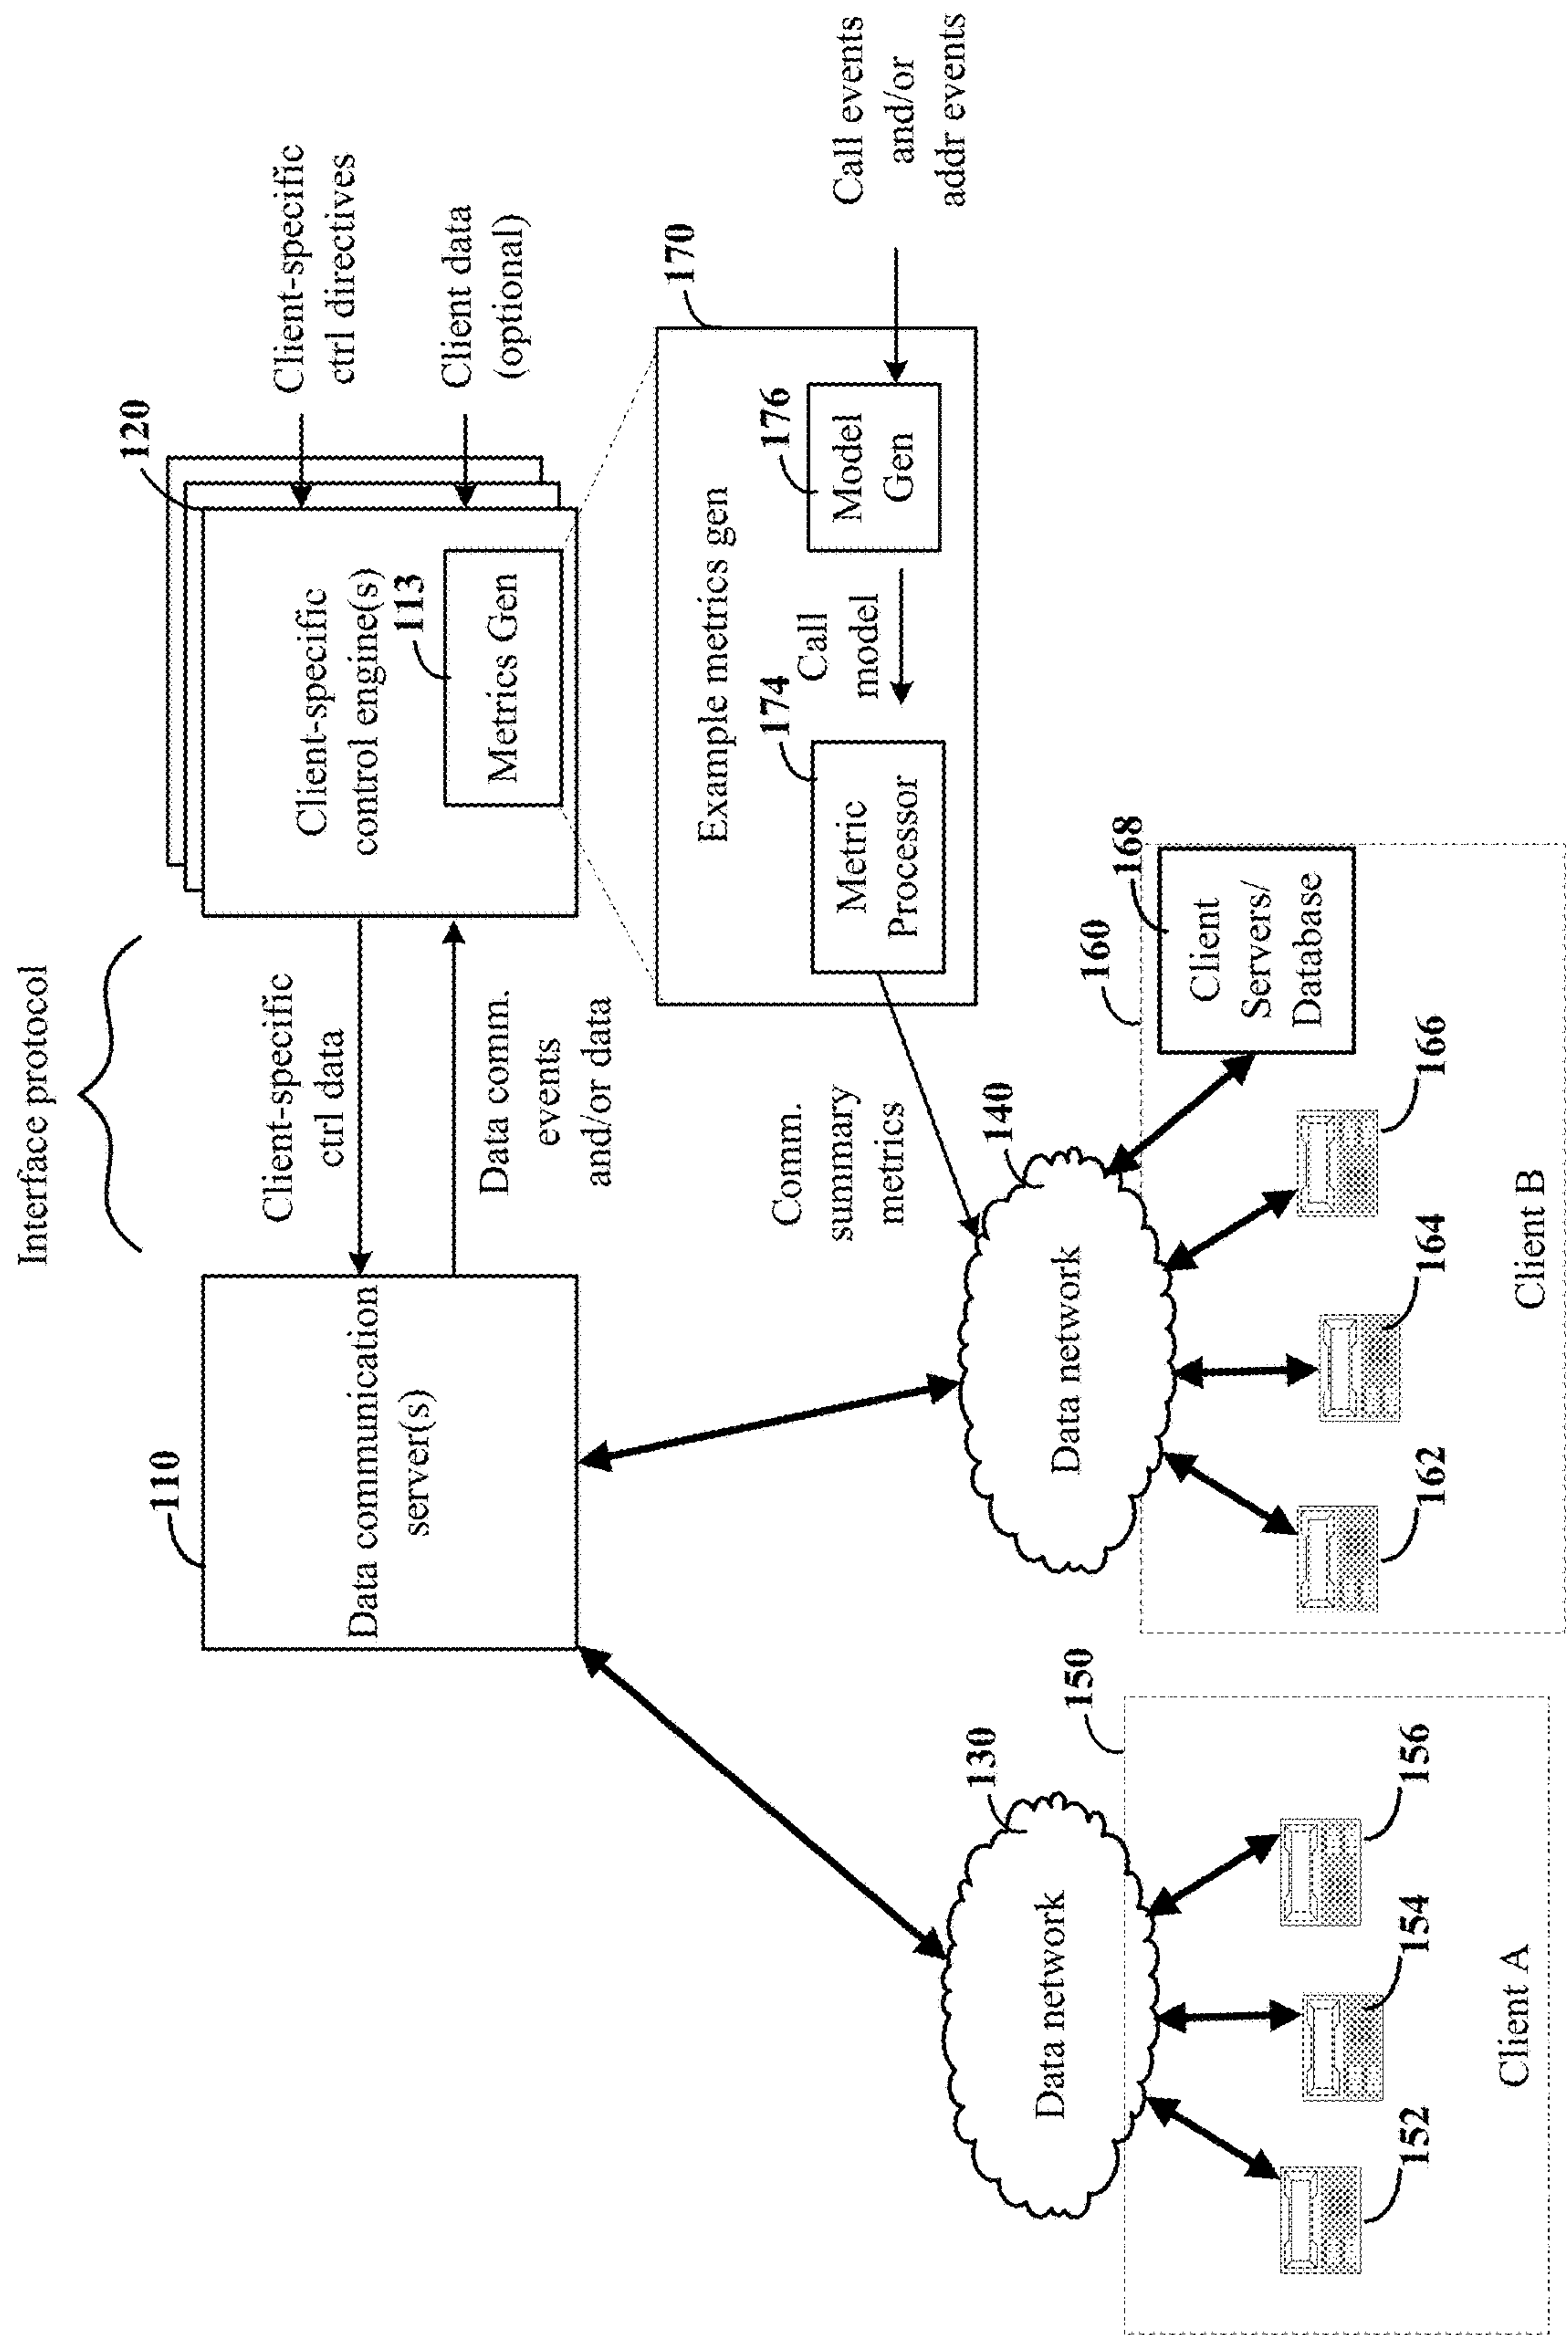 Interface protocol
110
Data communication
server(s)
Client-specific
ctrl data
Data comm.
events
and/or data
120
Client-specific
control engine(s)
113
Metrics Gen
Client-specific
ctrl directives
Client data
(optional)
170
Example metrics gen
174
Metric
Processor
Call
model
176
Model
Gen
Call events
and/or
addr events
Comm.
summary
metrics
130
Data network
140
Data network
150
152
154
156
Client A
160
162
164
166
168
Client
Servers/
Database
Client B